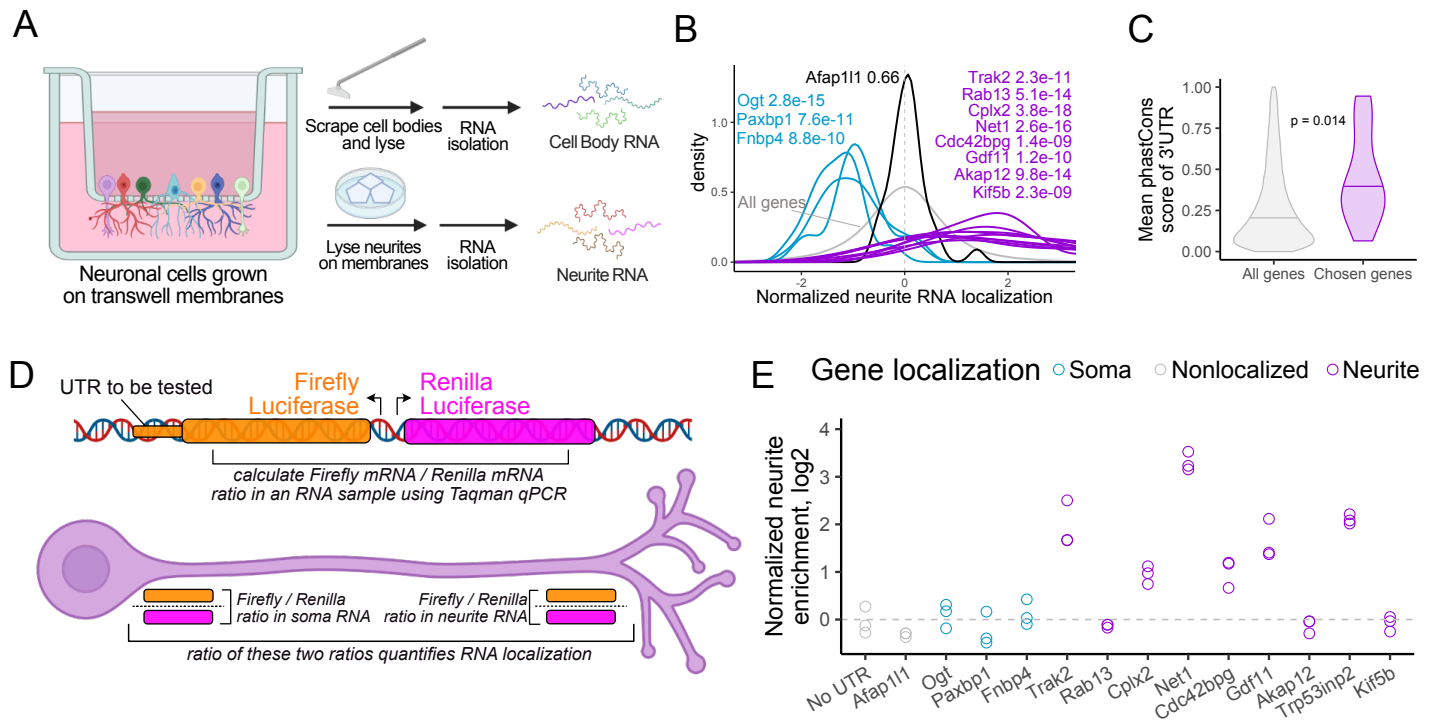 A
Scrape cell bodies
and lyse
RNA
isolation
Cell Body RNA
Lyse neurites
on membranes
RNA
isolation
Neurite RNA
Neuronal cells grown
on transwell membranes
B
Afap1l1 0.66
Ogt 2.8e-15
Paxbp1 7.6e-11
Fnbp4 8.8e-10
Trak2 2.3e-11
Rab13 5.1e-14
Cplx2 3.8e-18
Net1 2.6e-16
Cdc42bpg 1.4e-09
Gdf11 1.2e-10
Akap12 9.8e-14
Kif5b 2.3e-09
All genes
density
1.0
0.5
0.0
-2
0
2
Normalized neurite RNA localization
C
Mean phastCons
score of 3'UTR
1.00
0.75
0.50
0.25
0.00
p = 0.014
All genes
Chosen genes
D
UTR to be tested
Firefly
Luciferase
Renilla
Luciferase
calculate Firefly mRNA / Renilla mRNA
ratio in an RNA sample using Taqman qPCR
Firefly / Renilla
ratio in soma RNA
Firefly / Renilla
ratio in neurite RNA
ratio of these two ratios quantifies RNA localization
E
Gene localization
Soma
Nonlocalized
Neurite
Normalized neurite
enrichment, log2
4
3
2
1
0
No UTR
Afap1l1
Ogt
Paxbp1
Fnbp4
Trak2
Rab13
Cplx2
Net1
Cdc42bpg
Gdf11
Akap12
Trp53inp2
Kif5b